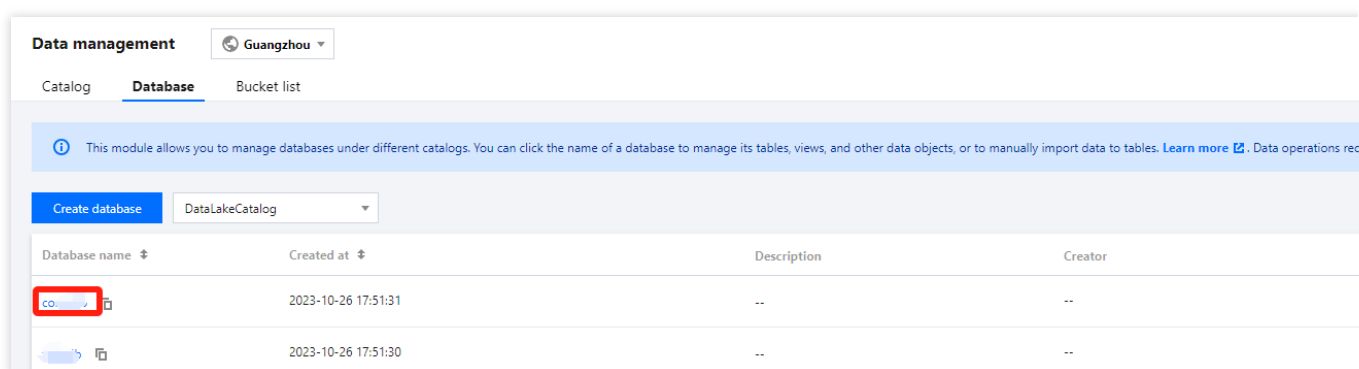 Data management Guangzhou
Catalog Database Bucket list
This module allows you to manage databases under different catalogs. You can click the name of a database to manage its tables, views, and other data objects, or to manually import data to tables. Learn more . Data operations
Create database DataLakeCatalog
Database name Created at Description Creator
2023-10-26 17:51:31 -- --
2023-10-26 17:51:30 -- --